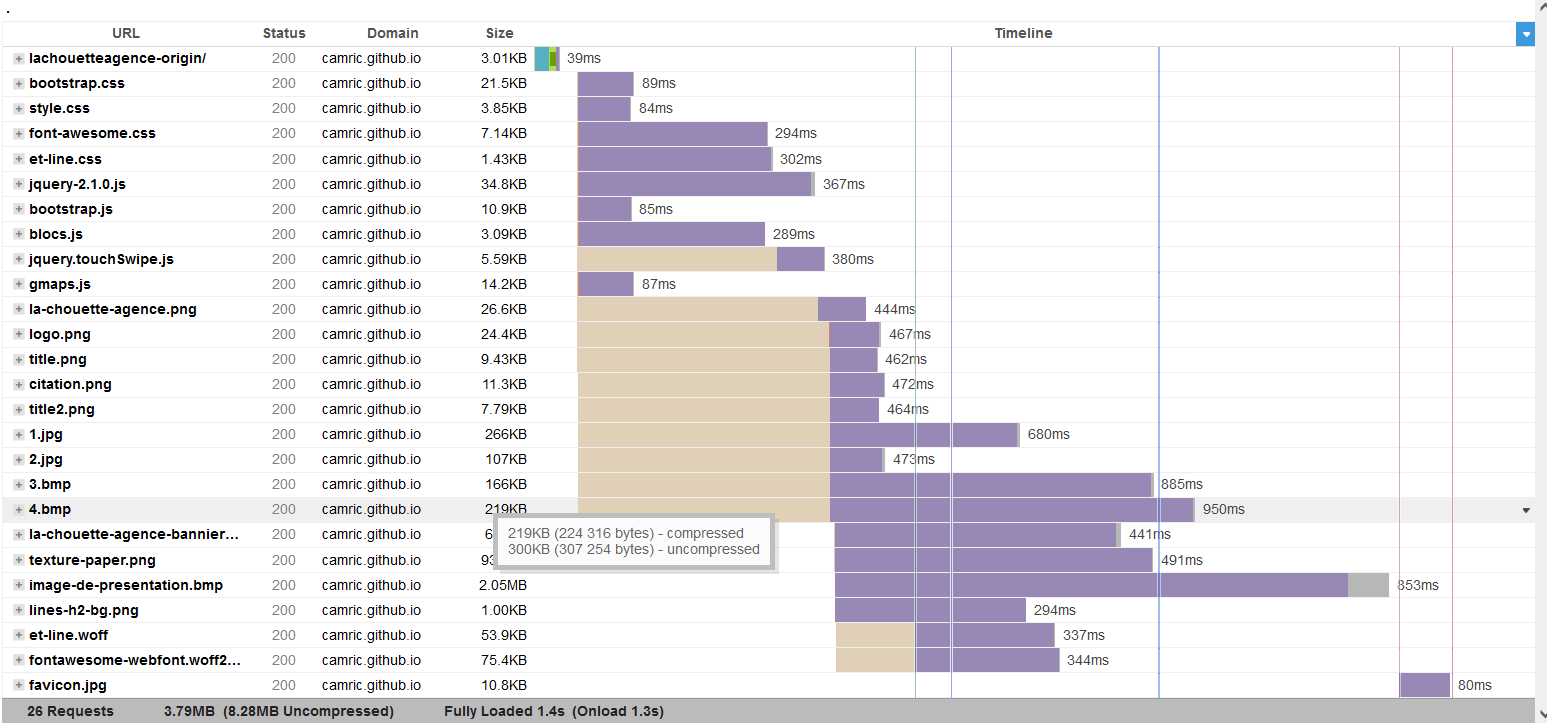 .
URL Status Domain Size Timeline
lachouetteagence-origin/ 200 camric.github.io 3.01KB 39ms
bootstrap.css 200 camric.github.io 21.5KB 89ms
style.css 200 camric.github.io 3.85KB 84ms
font-awesome.css 200 camric.github.io 7.14KB 294ms
et-line.css 200 camric.github.io 1.43KB 302ms
jquery-2.1.0.js 200 camric.github.io 34.8KB 367ms
bootstrap.js 200 camric.github.io 10.9KB 85ms
blocs.js 200 camric.github.io 3.09KB 289ms
jquery.touchSwipe.js 200 camric.github.io 5.59KB 380ms
gmaps.js 200 camric.github.io 14.2KB 87ms
la-chouette-agence.png 200 camric.github.io 26.6KB 444ms
logo.png 200 camric.github.io 24.4KB 467ms
title.png 200 camric.github.io 9.43KB 462ms
citation.png 200 camric.github.io 11.3KB 472ms
title2.png 200 camric.github.io 7.79KB 464ms
1.jpg 200 camric.github.io 266KB 680ms
2.jpg 200 camric.github.io 107KB 473ms
3.bmp 200 camric.github.io 166KB 885ms
4.bmp 200 camric.github.io 219KB 950ms
219KB (224 316 bytes) - compressed
300KB (307 254 bytes) - uncompressed
la-chouette-agence-bannier... 200 camric.github.io 6 441ms
texture-paper.png 200 camric.github.io 93 491ms
image-de-presentation.bmp 200 camric.github.io 2.05MB 853ms
lines-h2-bg.png 200 camric.github.io 1.00KB 294ms
et-line.woff 200 camric.github.io 53.9KB 337ms
fontawesome-webfont.woff2... 200 camric.github.io 75.4KB 344ms
favicon.jpg 200 camric.github.io 10.8KB 80ms
26 Requests 3.79MB (8.28MB Uncompressed) Fully Loaded 1.4s (Onload 1.3s)